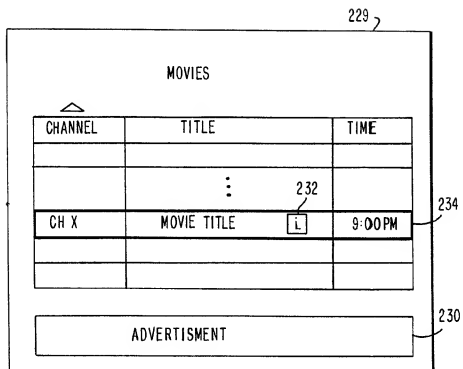 229
MOVIES
CHANNEL TITLE TIME
232
CH X MOVIE TITLE i 9:00PM
234
ADVERTISMENT
230